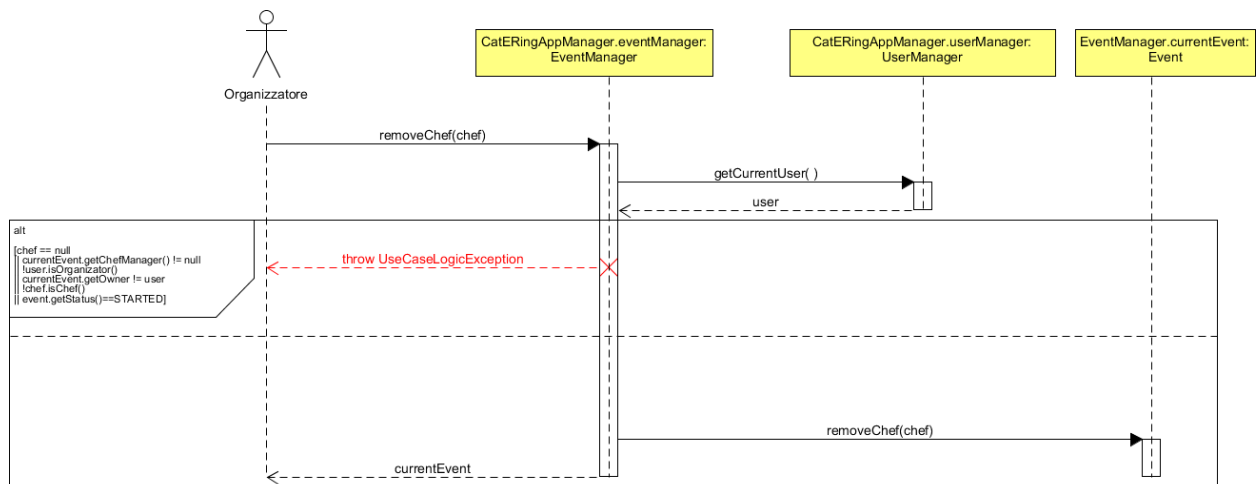 CatERingAppManager.eventManager:
EventManager
CatERingAppManager.userManager:
UserManager
EventManager.currentEvent:
Event
Organizzatore
removeChef(chef)
getCurrentUser( )
user
alt
[chef == null
|| currentEvent.getChefManager() != null
|| !user.isOrganizator()
|| currentEvent.getOwner != user
|| !chef.isChef()
|| event.getStatus()==STARTED]
throw UseCaseLogicException
removeChef(chef)
currentEvent